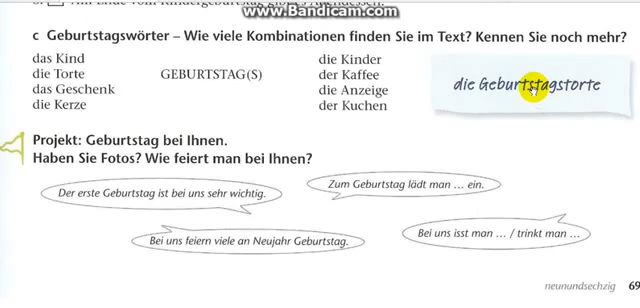 www.Bandicam.com
c Geburtstagswörter – Wie viele Kombinationen finden Sie im Text? Kennen Sie noch mehr?
das Kind
die Torte
das Geschenk
die Kerze
GEBURTSTAG(S)
die Kinder
der Kaffee
die Anzeige
der Kuchen
die Geburtstagstorte
Projekt: Geburtstag bei Ihnen.
Haben Sie Fotos? Wie feiert man bei Ihnen?
Der erste Geburtstag ist bei uns sehr wichtig.
Zum Geburtstag lädt man ... ein.
Bei uns feiern viele an Neujahr Geburtstag.
Bei uns isst man ... / trinkt man ...
neunundsechzig 69